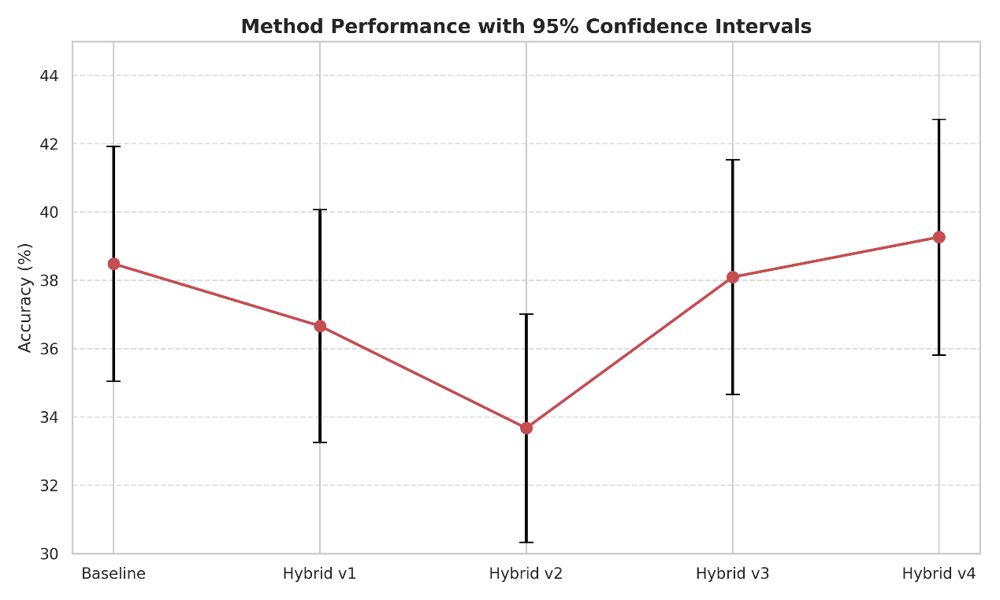 Method Performance with 95% Confidence Intervals
Accuracy (%)
44
42
40
38
36
34
32
30
Baseline
Hybrid v1
Hybrid v2
Hybrid v3
Hybrid v4